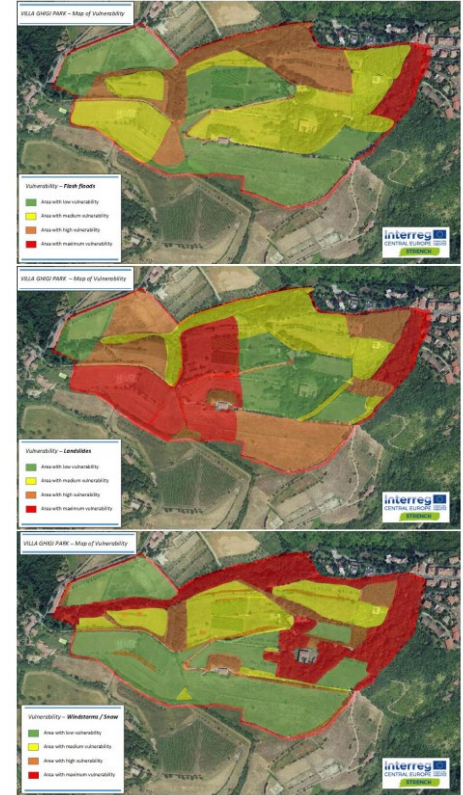 VILLA GHIGI PARK – Map of Vulnerability
Vulnerability – Flash floods
Area with low vulnerability
Area with medium vulnerability
Area with high vulnerability
Area with maximum vulnerability
Interreg
CENTRAL EUROPE
STRENCH
VILLA GHIGI PARK – Map of Vulnerability
Vulnerability – Landslides
Area with low vulnerability
Area with medium vulnerability
Area with high vulnerability
Area with maximum vulnerability
Interreg
CENTRAL EUROPE
STRENCH
VILLA GHIGI PARK – Map of Vulnerability
Vulnerability – Windstorms / Snow
Area with low vulnerability
Area with medium vulnerability
Area with high vulnerability
Area with maximum vulnerability
Interreg
CENTRAL EUROPE
STRENCH